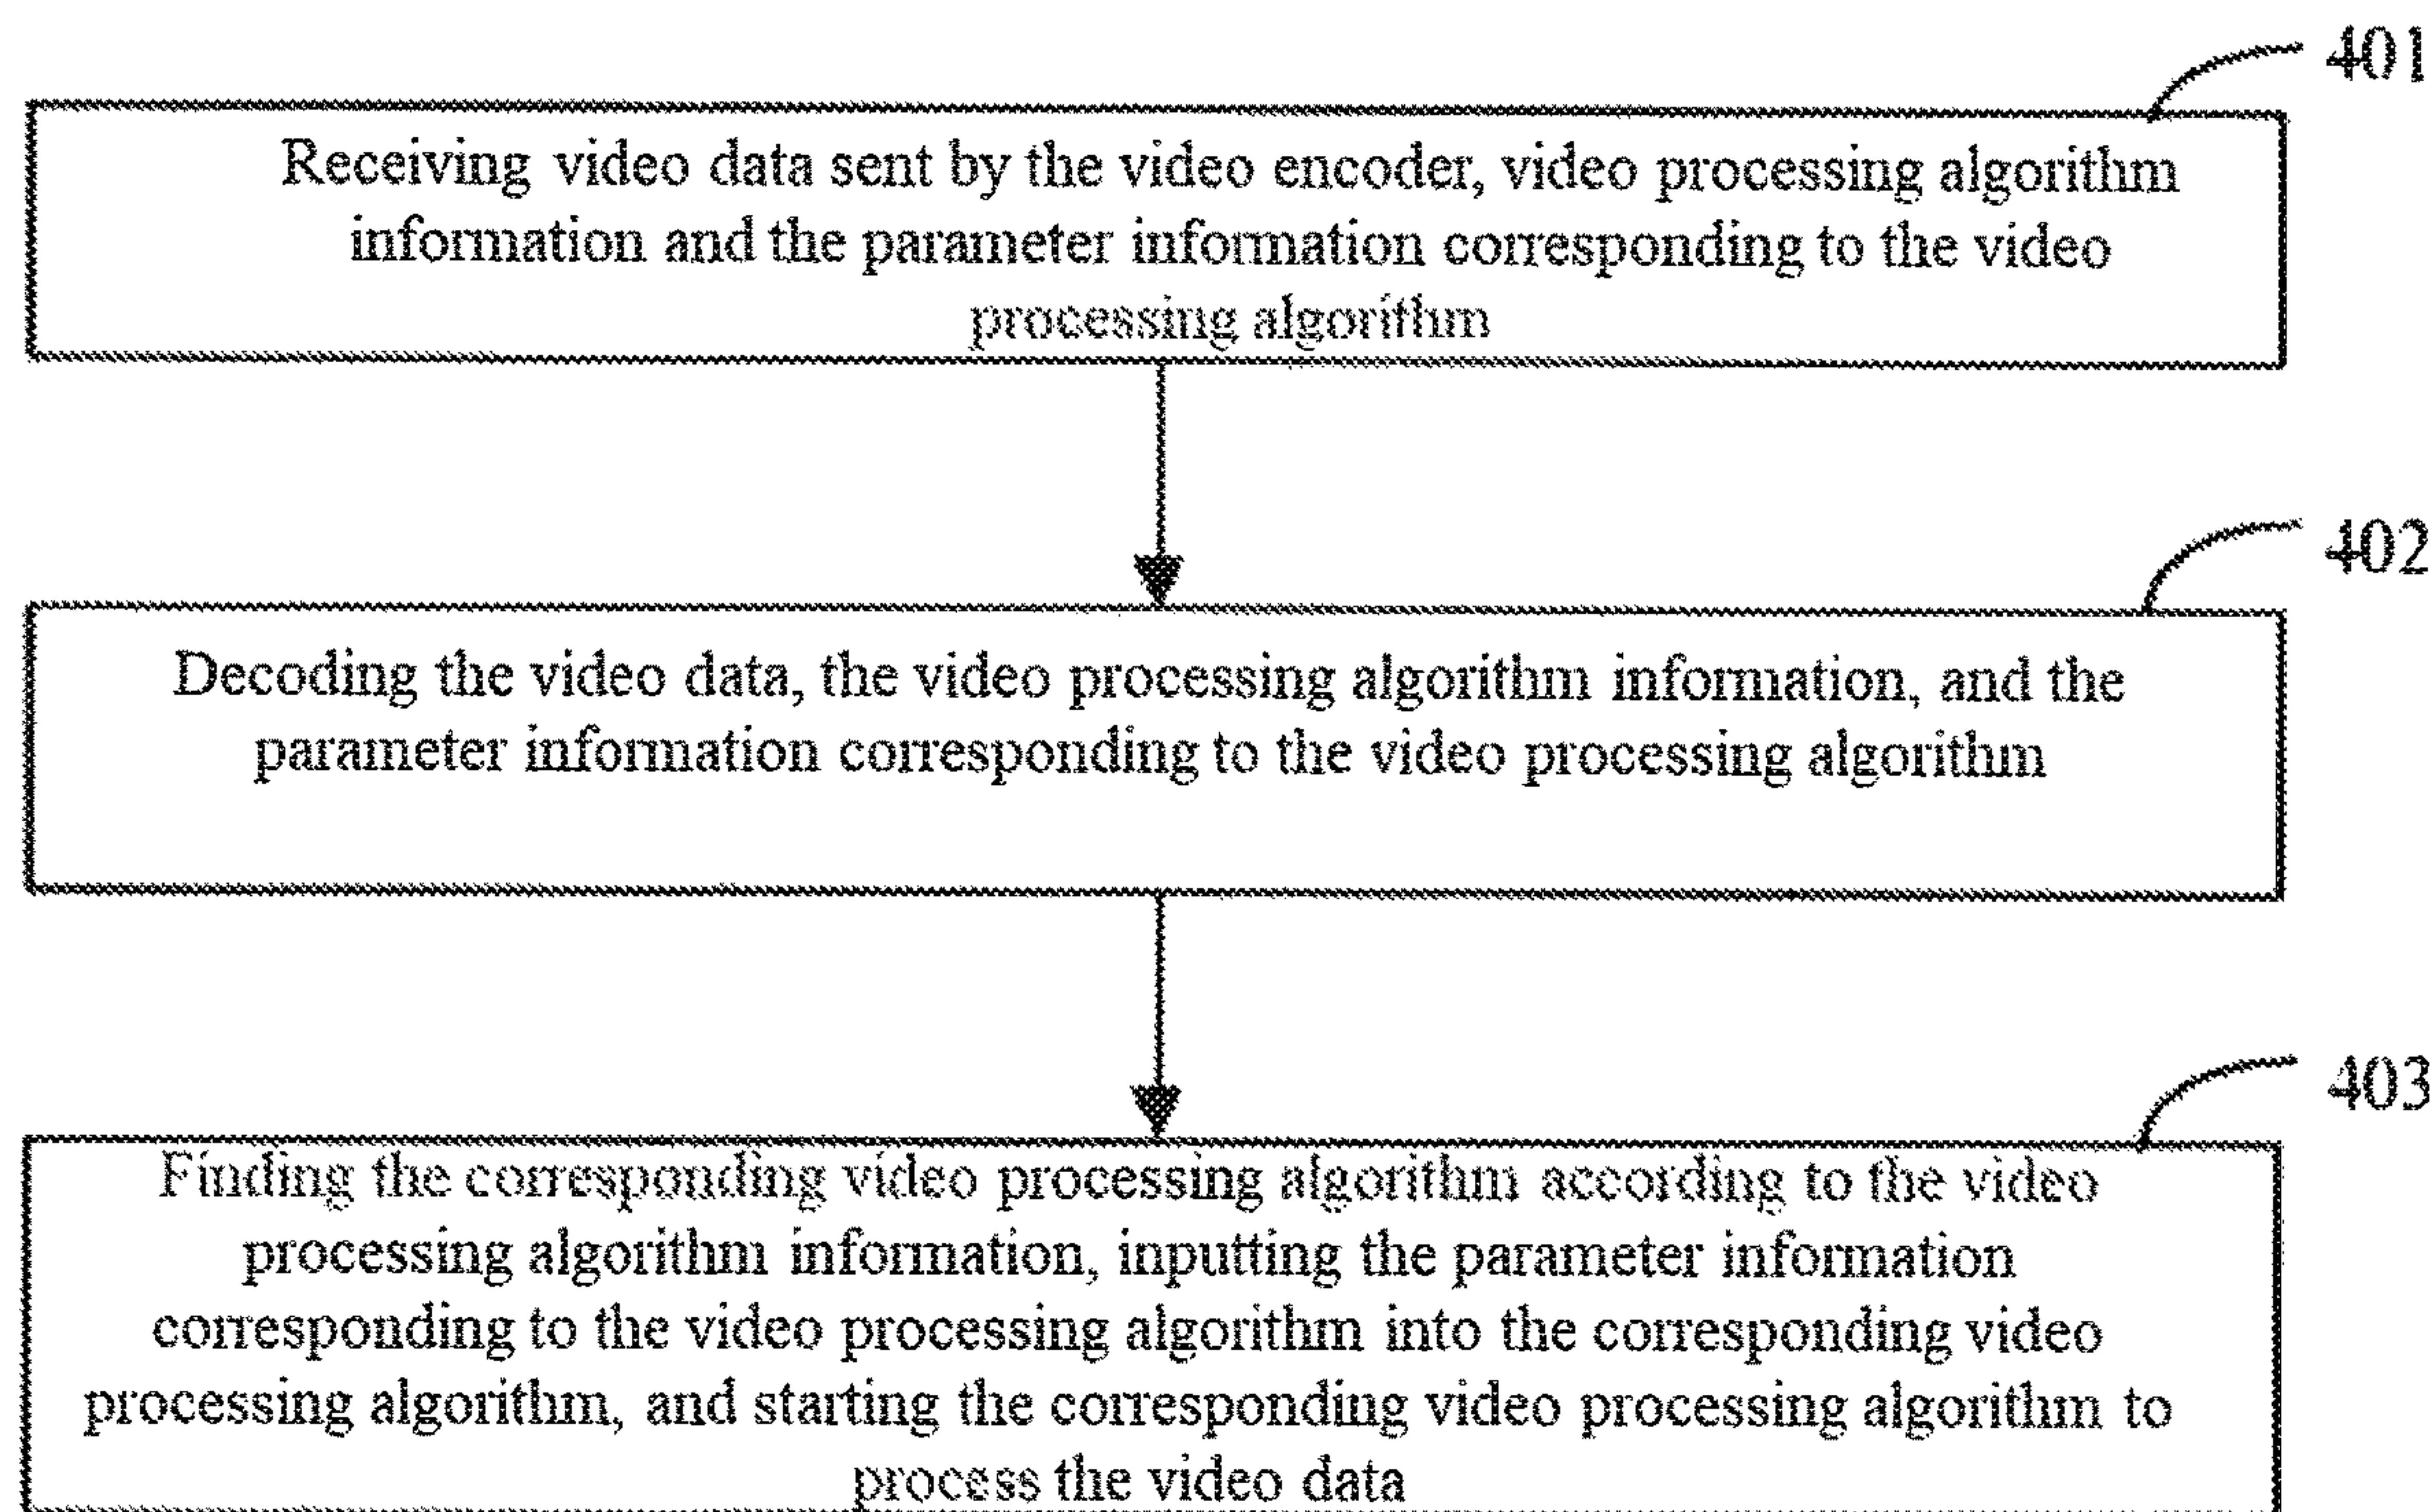 401
Receiving video data sent by the video encoder, video processing algorithm
information and the parameter information corresponding to the video
processing algorithm
402
Decoding the video data, the video processing algorithm information, and the
parameter information corresponding to the video processing algorithm
403
Finding the corresponding video processing algorithm according to the video
processing algorithm information, inputting the parameter information
corresponding to the video processing algorithm into the corresponding video
processing algorithm, and starting the corresponding video processing algorithm to
process the video data